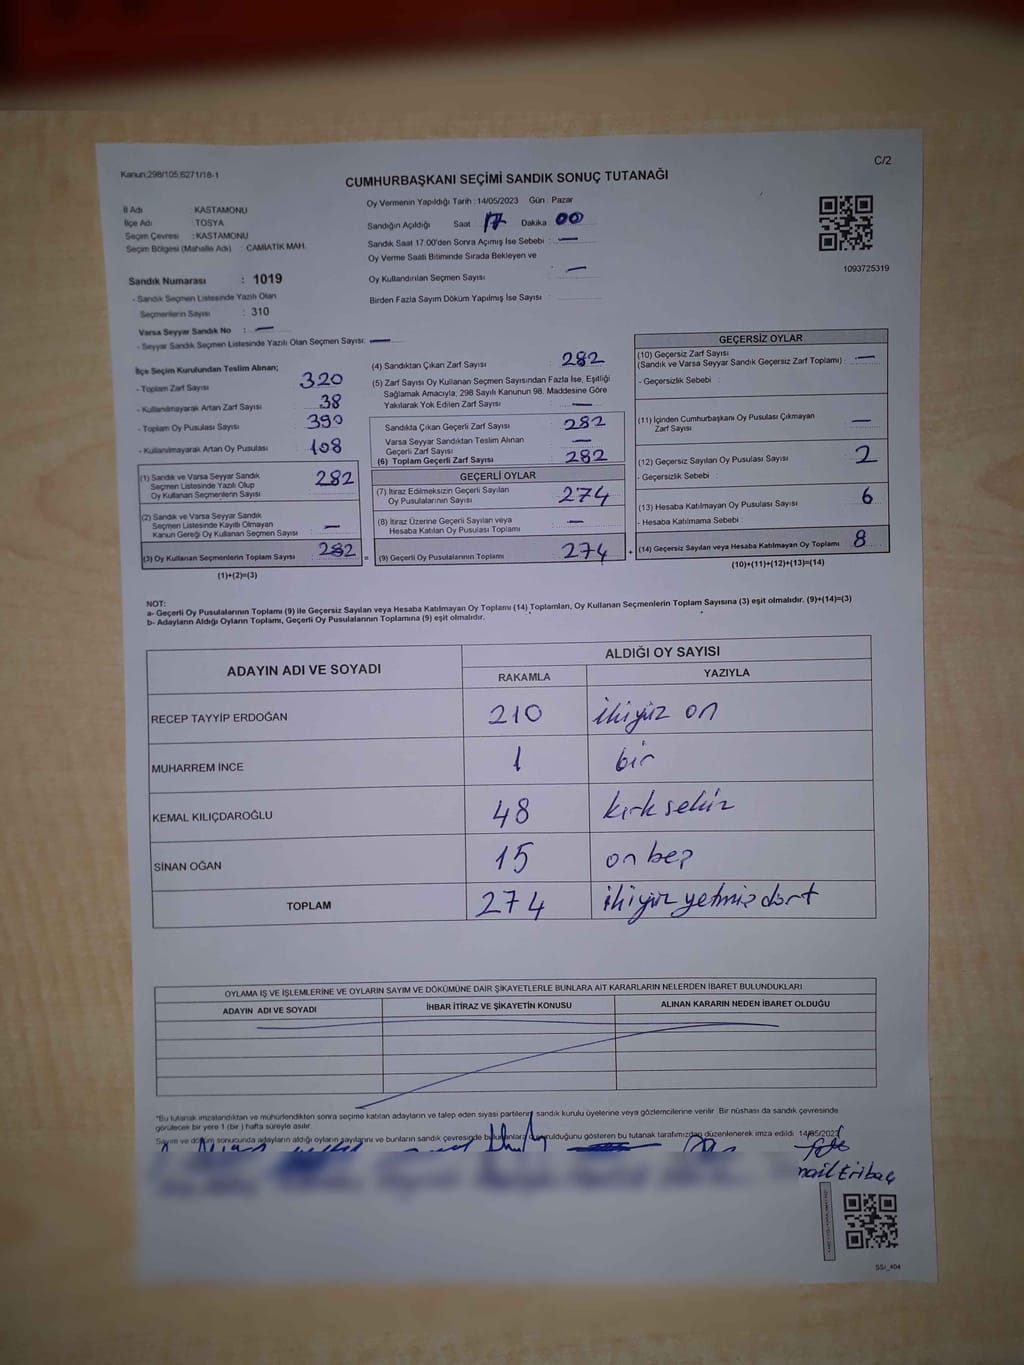 Kanun:298/105;6271/18-1
C/2
CUMHURBAŞKANI SEÇİMİ SANDIK SONUÇ TUTANAĞI
İl Adı : KASTAMONU
İlçe Adı : TOSYA
Seçim Çevresi : KASTAMONU
Seçim Bölgesi (Mahalle Adı) : CAMİATİK MAH.
Sandık Numarası : 1019
- Sandık Seçmen Listesinde Yazılı Olan
Seçmenlerin Sayısı : 310
Varsa Seyyar Sandık No : —
- Seyyar Sandık Seçmen Listesinde Yazılı Olan Seçmen Sayısı: —
Oy Vermenin Yapıldığı Tarih : 14/05/2023 Gün : Pazar
Sandığın Açıldığı Saat 17 Dakika : 00
Sandık Saat 17.00'den Sonra Açımış İse Sebebi : —
Oy Verme Saati Bitiminde Sırada Bekleyen ve
Oy Kullandırılan Seçmen Sayısı : —
Birden Fazla Sayım Döküm Yapılmış İse Sayısı :
1093725319
İlçe Seçim Kurulundan Teslim Alınan;
- Toplam Zarf Sayısı : 320
- Kullanılmayarak Artan Zarf Sayısı : 38
- Toplam Oy Pusulası Sayısı : 390
- Kullanılmayarak Artan Oy Pusulası : 108
(1) Sandık ve Varsa Seyyar Sandık
Seçmen Listesinde Yazılı Olup
Oy Kullanan Seçmenlerin Sayısı : 282
(2) Sandık ve Varsa Seyyar Sandık
Seçmen Listesinde Kayıtlı Olmayan
Kanun Gereği Oy Kullanan Seçmen Sayısı : —
(3) Oy Kullanan Seçmenlerin Toplam Sayısı : 282
(1)+(2)=(3)
(4) Sandıktan Çıkan Zarf Sayısı : 282
(5) Zarf Sayısı Oy Kullanan Seçmen Sayısından Fazla İse, Eşitliği
Sağlamak Amacıyla; 298 Sayılı Kanunun 98. Maddesine Göre
Yakılarak Yok Edilen Zarf Sayısı : —
Sandıkta Çıkan Geçerli Zarf Sayısı : 282
Varsa Seyyar Sandıktan Teslim Alınan
Geçerli Zarf Sayısı : —
(6) Toplam Geçerli Zarf Sayısı : 282
GEÇERLİ OYLAR
(7) İtiraz Edilmeksizin Geçerli Sayılan
Oy Pusulalarının Sayısı : 274
(8) İtiraz Üzerine Geçerli Sayılan veya
Hesaba Katılan Oy Pusulası Toplamı : —
(9) Geçerli Oy Pusulalarının Toplamı : 274
GEÇERSİZ OYLAR
(10) Geçersiz Zarf Sayısı
(Sandık ve Varsa Seyyar Sandık Geçersiz Zarf Toplamı) : —
- Geçersizlik Sebebi :
(11) İçinden Cumhurbaşkanı Oy Pusulası Çıkmayan
Zarf Sayısı : —
(12) Geçersiz Sayılan Oy Pusulası Sayısı : 2
- Geçersizlik Sebebi :
(13) Hesaba Katılmayan Oy Pusulası Sayısı : 6
- Hesaba Katılmama Sebebi :
(14) Geçersiz Sayılan veya Hesaba Katılmayan Oy Toplamı : 8
(10)+(11)+(12)+(13)=(14)
NOT:
a- Geçerli Oy Pusulalarının Toplamı (9) ile Geçersiz Sayılan veya Hesaba Katılmayan Oy Toplamı (14) Toplamları, Oy Kullanan Seçmenlerin Toplam Sayısına (3) eşit olmalıdır. (9)+(14)=(3)
b- Adayların Aldığı Oyların Toplamı, Geçerli Oy Pusulalarının Toplamına (9) eşit olmalıdır.
ADAYIN ADI VE SOYADI ALDIĞI OY SAYISI
RAKAMLA YAZIYLA
RECEP TAYYİP ERDOĞAN 210 ikiyüz on
MUHARREM İNCE 1 bir
KEMAL KILIÇDAROĞLU 48 kırk sekiz
SİNAN OĞAN 15 on beş
TOPLAM 274 ikiyüz yetmiş dört
OYLAMA İŞ VE İŞLEMLERİNE VE OYLARIN SAYIM VE DÖKÜMÜNE DAİR ŞİKAYETLERLE BUNLARA AİT KARARLARIN NELERDEN İBARET BULUNDUKLARI
ADAYIN ADI VE SOYADI İHBAR İTİRAZ VE ŞİKAYETİN KONUSU ALINAN KARARIN NEDEN İBARET OLDUĞU
*Bu tutanak imzalandıktan ve mühürlendikten sonra seçime katılan adayların ve talep eden siyasi partilerin sandık kurulu üyelerine veya gözlemcilerine verilir. Bir nüshası da sandık çevresinde
görülecek bir yere 1 (bir ) hafta süreyle asılır.
Sayım ve döküm sonucunda adayların aldığı oyların sayılarını ve bunların sandık çevresinde bulunanlara duyurulduğunu gösteren bu tutanak tarafımızdan düzenlenerek imza edildi. 14/05/2023
nail Eribaç
SSI_404